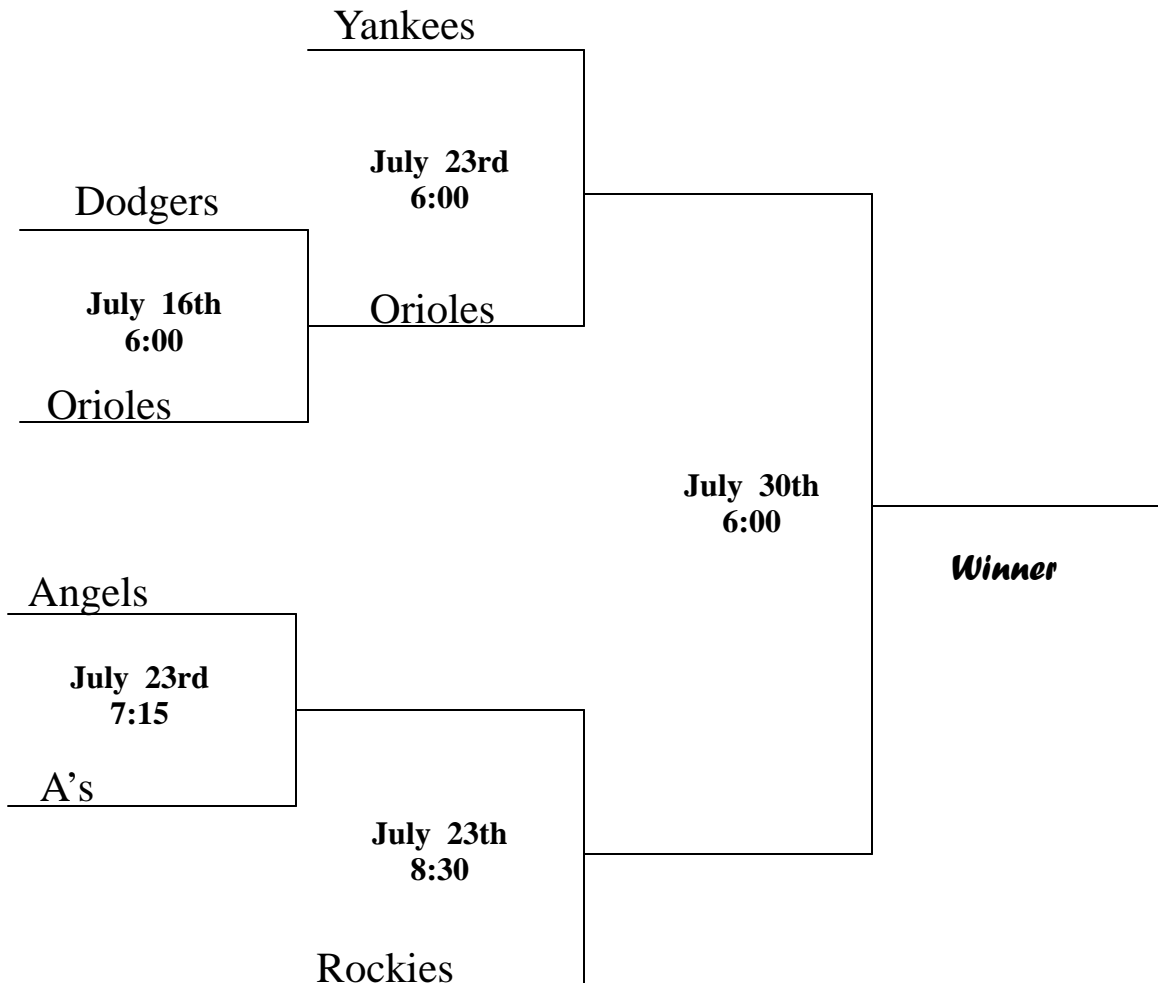 Yankees
July 23rd
6:00
Dodgers
July 16th
6:00
Orioles
Orioles
July 30th
6:00
Winner
Angels
July 23rd
7:15
A’s
July 23th
8:30
Rockies